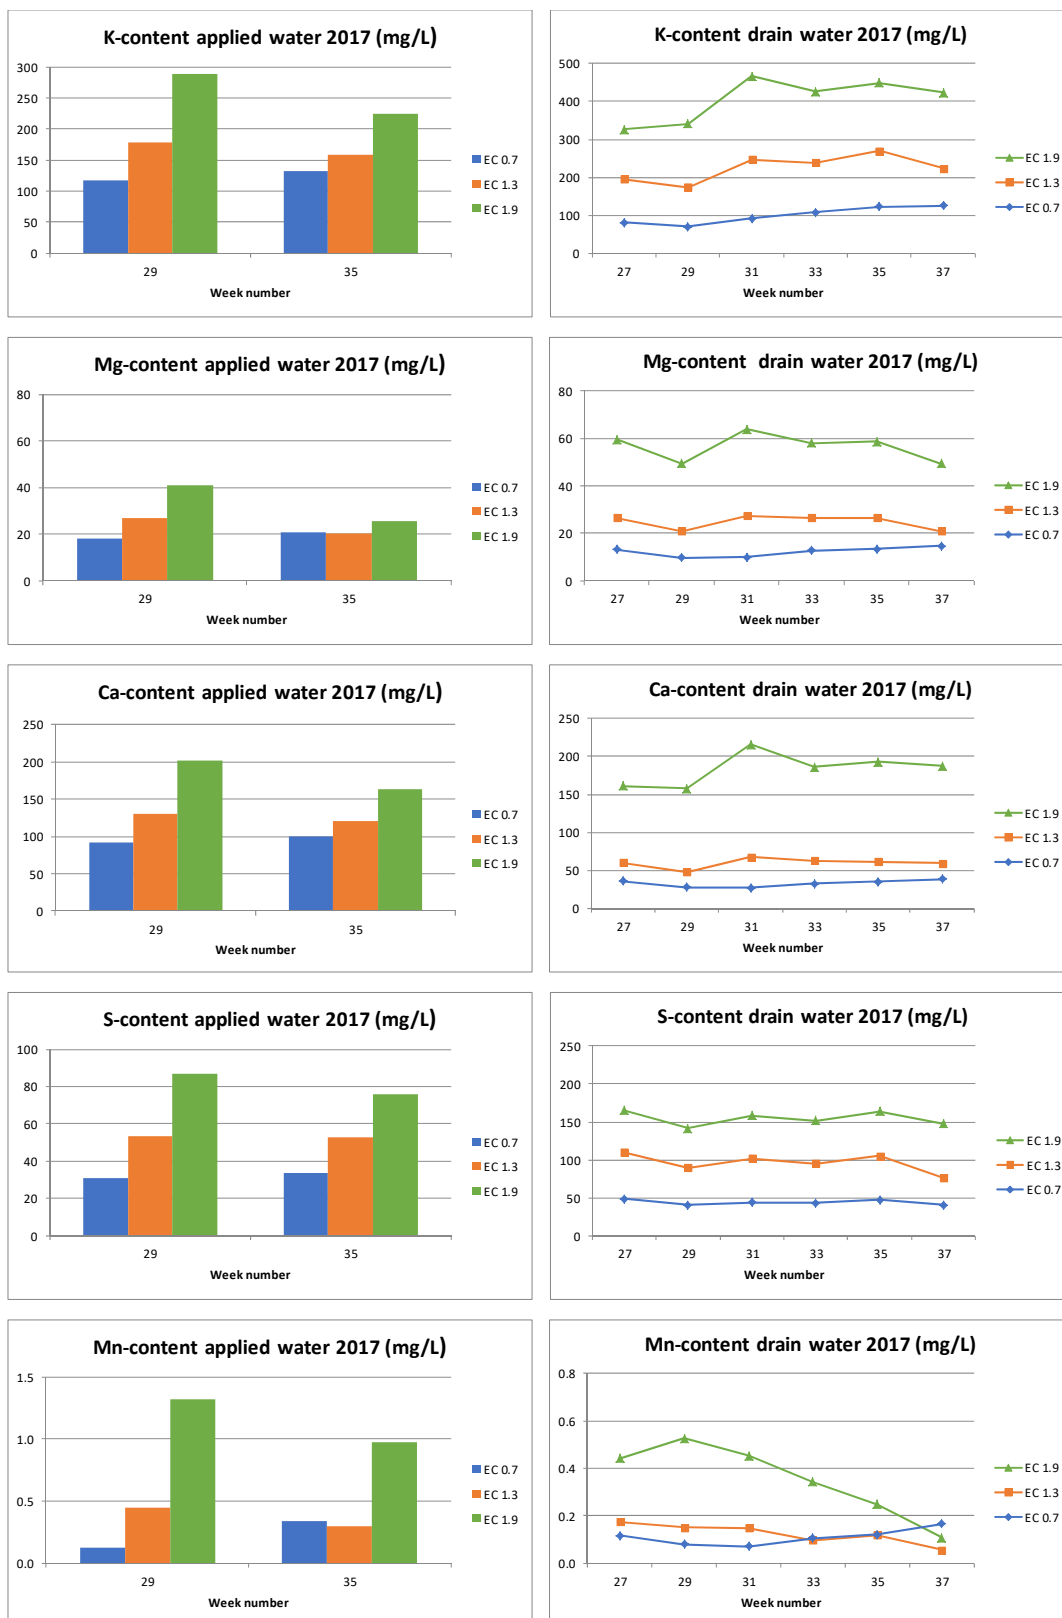 K-content applied water 2017 (mg/L)
300
250
200
150
100
50
0
29
35
Week number
EC 0.7
EC 1.3
EC 1.9
K-content drain water 2017 (mg/L)
500
400
300
200
100
0
27
29
31
33
35
37
Week number
EC 1.9
EC 1.3
EC 0.7
Mg-content applied water 2017 (mg/L)
80
60
40
20
0
29
35
Week number
EC 0.7
EC 1.3
EC 1.9
Mg-content drain water 2017 (mg/L)
80
60
40
20
0
27
29
31
33
35
37
Week number
EC 1.9
EC 1.3
EC 0.7
Ca-content applied water 2017 (mg/L)
250
200
150
100
50
0
29
35
Week number
EC 0.7
EC 1.3
EC 1.9
Ca-content drain water 2017 (mg/L)
250
200
150
100
50
0
27
29
31
33
35
37
Week number
EC 1.9
EC 1.3
EC 0.7
S-content applied water 2017 (mg/L)
100
80
60
40
20
0
29
35
Week number
EC 0.7
EC 1.3
EC 1.9
S-content drain water 2017 (mg/L)
250
200
150
100
50
0
27
29
31
33
35
37
Week number
EC 1.9
EC 1.3
EC 0.7
Mn-content applied water 2017 (mg/L)
1.5
1.0
0.5
0.0
29
35
Week number
EC 0.7
EC 1.3
EC 1.9
Mn-content drain water 2017 (mg/L)
0.8
0.6
0.4
0.2
0.0
27
29
31
33
35
37
Week number
EC 1.9
EC 1.3
EC 0.7